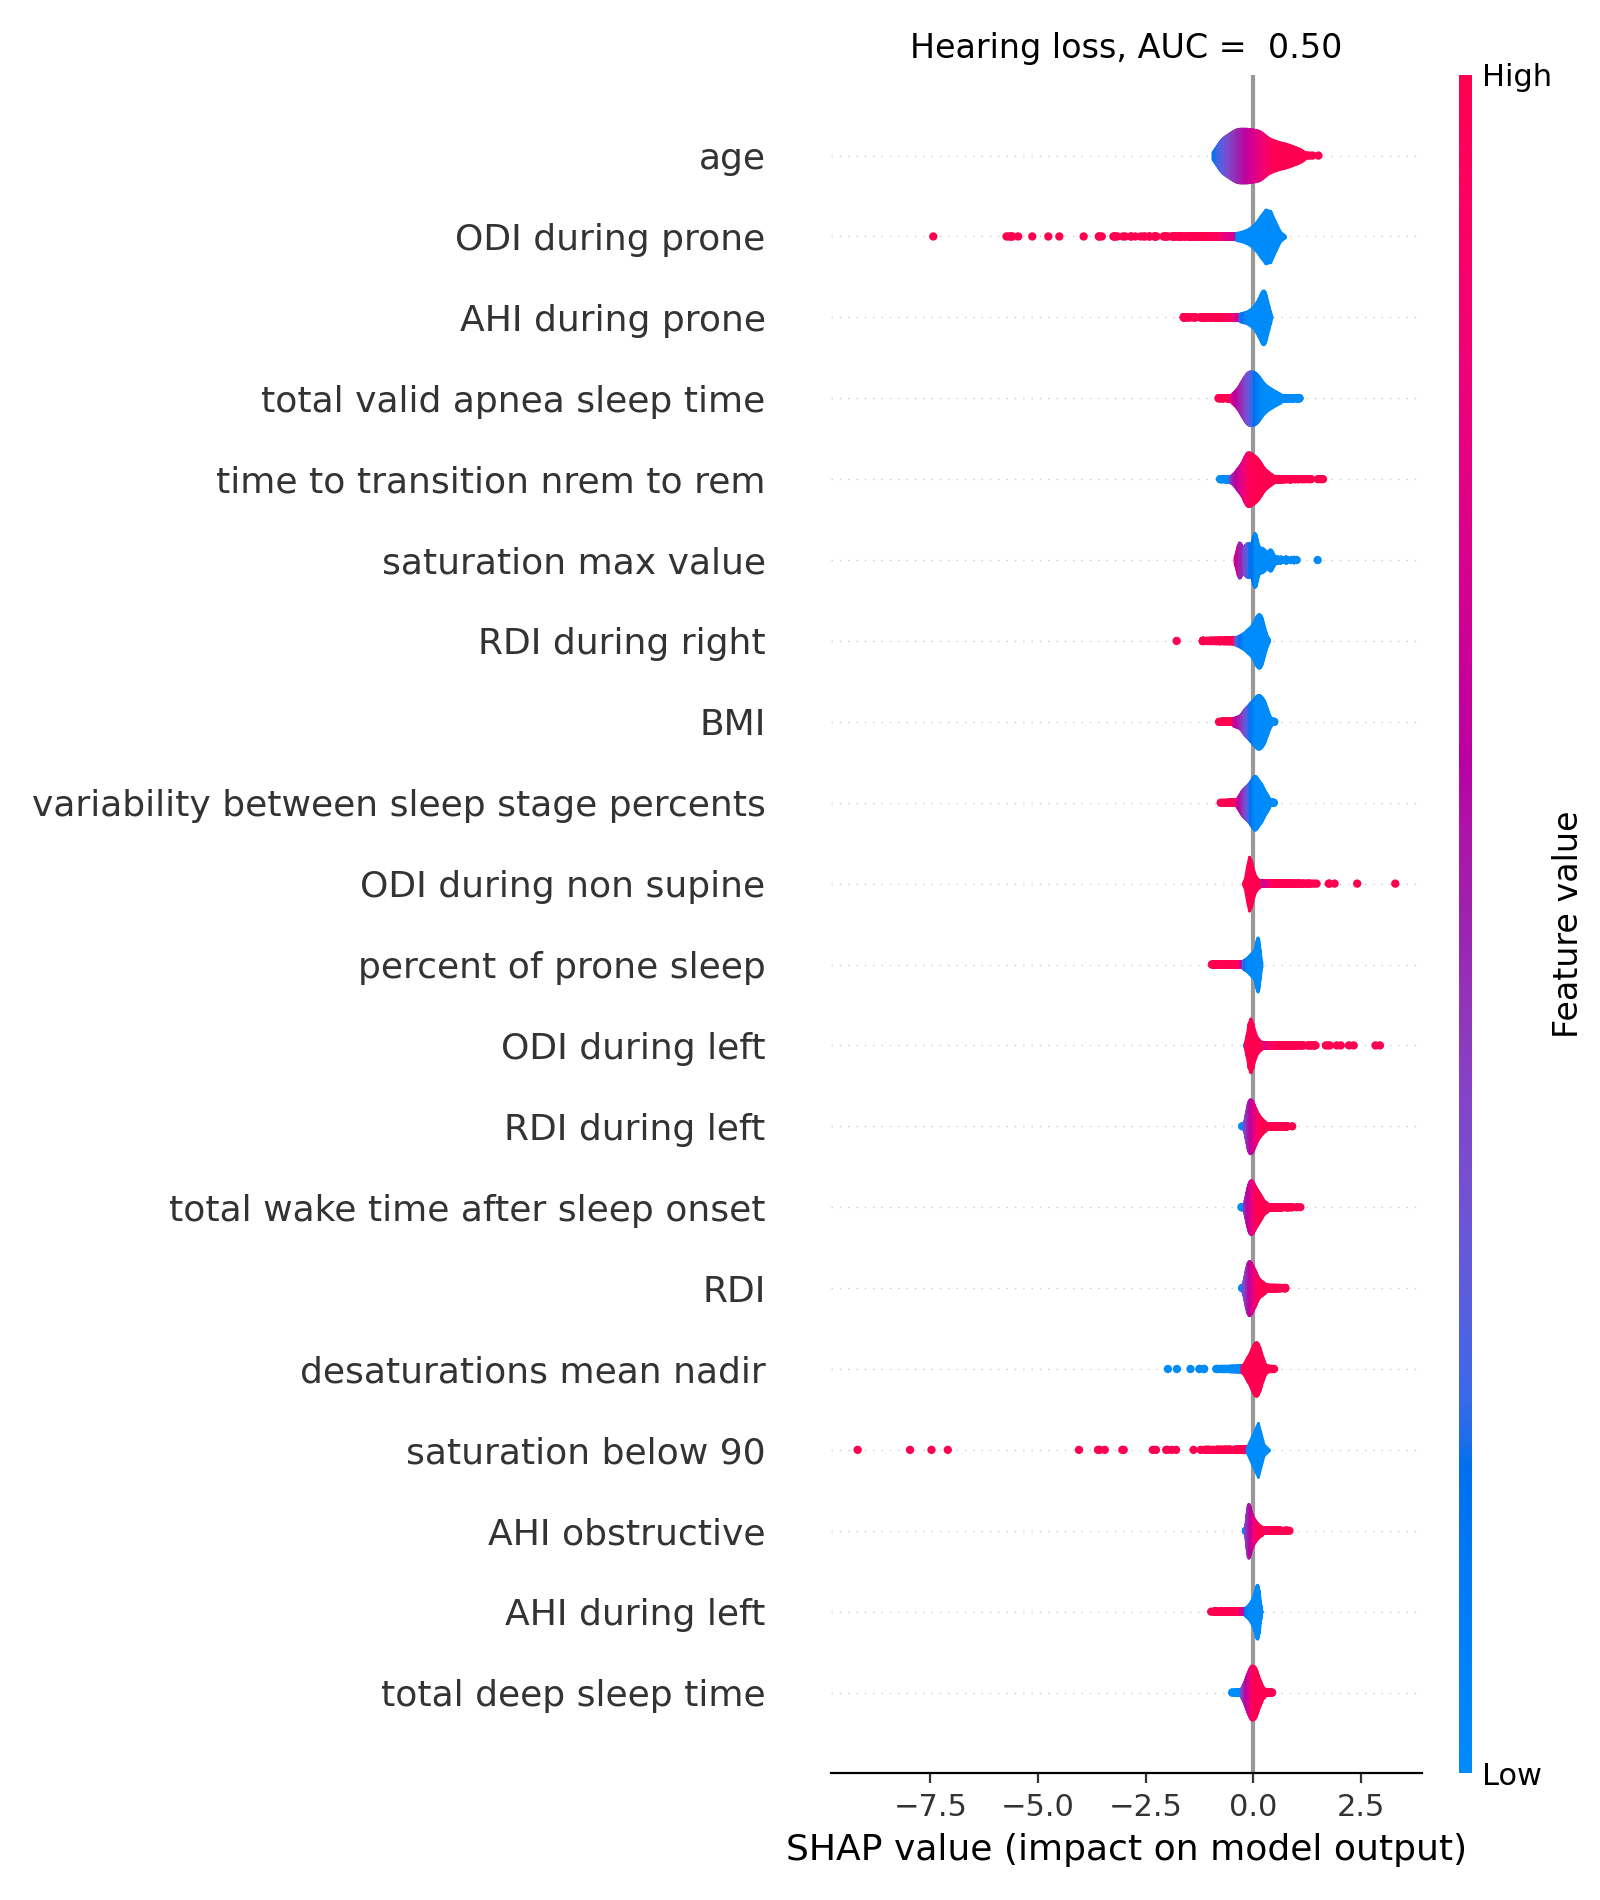 Hearing loss, AUC =  0.50
High
age
ODI during prone
AHI during prone
total valid apnea sleep time
time to transition nrem to rem
saturation max value
RDI during right
BMI
variability between sleep stage percents
ODI during non supine
percent of prone sleep
ODI during left
RDI during left
total wake time after sleep onset
RDI
desaturations mean nadir
saturation below 90
AHI obstructive
AHI during left
total deep sleep time
Feature value
Low
−7.5 −5.0 −2.5 0.0 2.5
SHAP value (impact on model output)